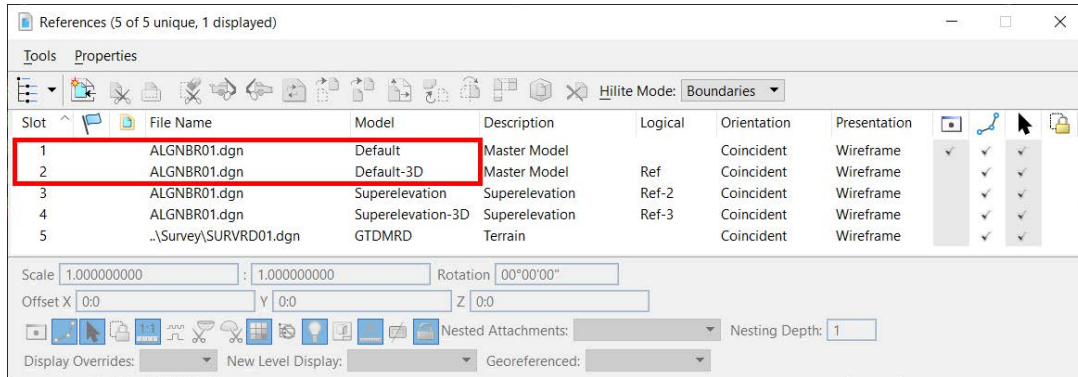 References (5 of 5 unique, 1 displayed)
Tools Properties
Hilite Mode: Boundaries
Slot File Name Model Description Logical Orientation Presentation
1 ALGNBR01.dgn Default Master Model Coincident Wireframe
2 ALGNBR01.dgn Default-3D Master Model Ref Coincident Wireframe
3 ALGNBR01.dgn Superelevation Superelevation Ref-2 Coincident Wireframe
4 ALGNBR01.dgn Superelevation-3D Superelevation Ref-3 Coincident Wireframe
5 ..\Survey\SURVRD01.dgn GTDMRD Terrain Coincident Wireframe
Scale 1.000000000 : 1.000000000 Rotation 00°00'00"
Offset X 0:0 Y 0:0 Z 0:0
1:1 Nested Attachments: Nesting Depth: 1
Display Overrides: New Level Display: Georeferenced: